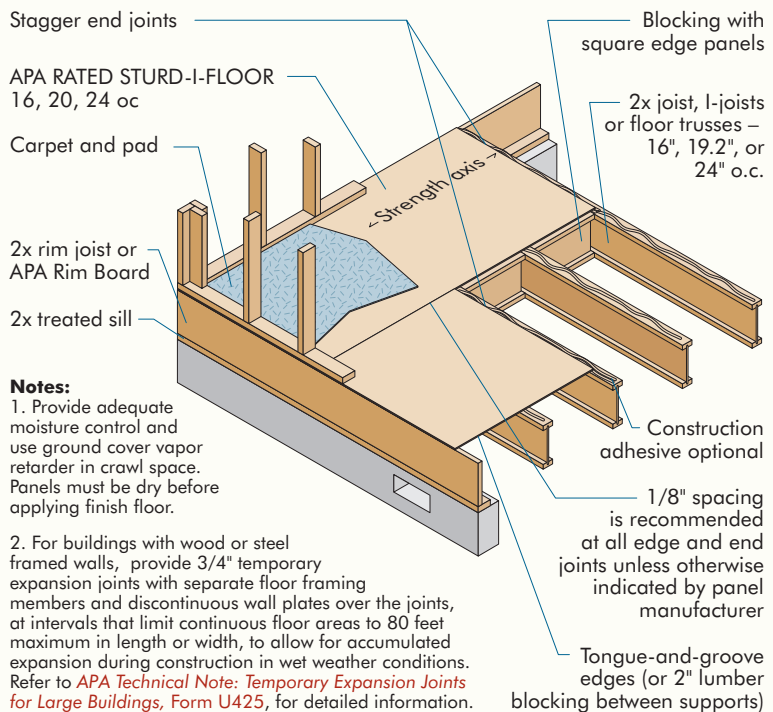 Stagger end joints
APA RATED STURD-I-FLOOR
16, 20, 24 oc
Carpet and pad
2x rim joist or
APA Rim Board
2x treated sill
<Strength axis>
Blocking with
square edge panels
2x joist, I-joists
or floor trusses –
16", 19.2", or
24" o.c.
Construction
adhesive optional
1/8" spacing
is recommended
at all edge and end
joints unless otherwise
indicated by panel
manufacturer
Tongue-and-groove
edges (or 2" lumber
blocking between supports)
Notes:
1. Provide adequate
moisture control and
use ground cover vapor
retarder in crawl space.
Panels must be dry before
applying finish floor.
2. For buildings with wood or steel
framed walls, provide 3/4" temporary
expansion joints with separate floor framing
members and discontinuous wall plates over the joints,
at intervals that limit continuous floor areas to 80 feet
maximum in length or width, to allow for accumulated
expansion during construction in wet weather conditions.
Refer to APA Technical Note: Temporary Expansion Joints
for Large Buildings, Form U425, for detailed information.